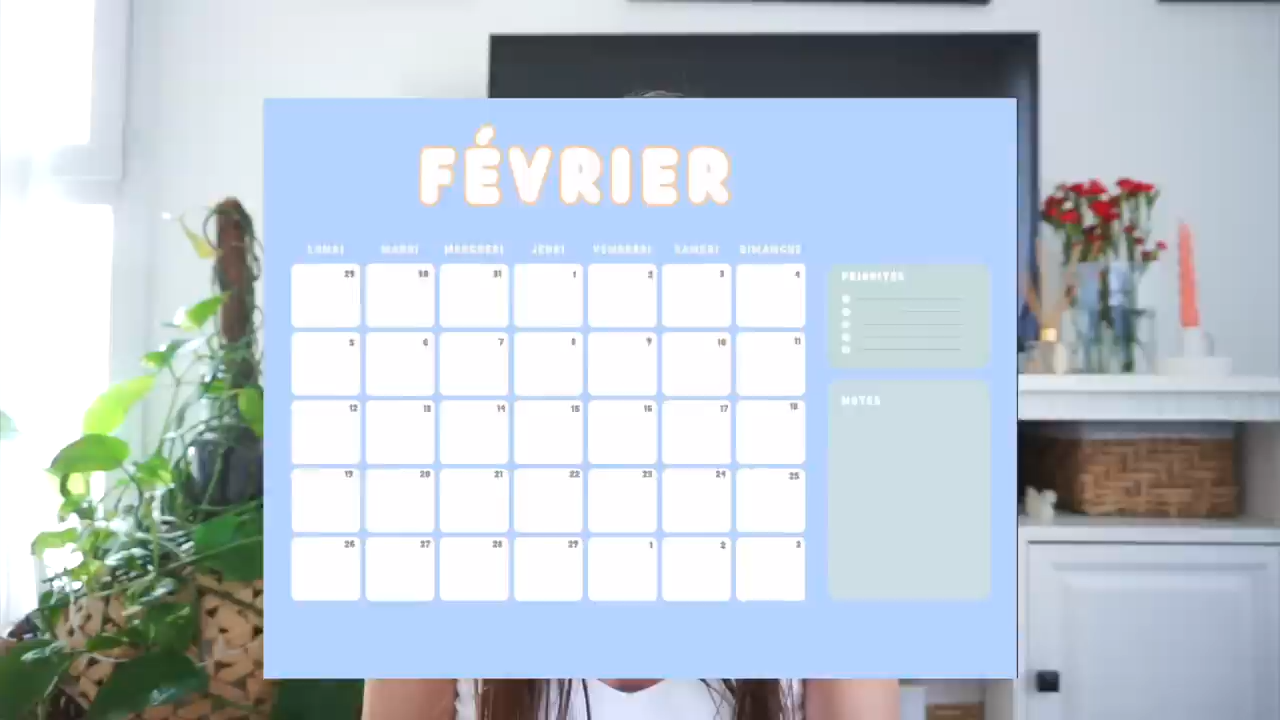 FÉVRIER
LUNDI MARDI MERCREDI JEUDI VENDREDI SAMEDI DIMANCHE
29 30 31 1 2 3 4
PRIORITÉS
5 6 7 8 9 10 11
12 13 14 15 16 17 18
NOTES
19 20 21 22 23 24 25
26 27 28 29 1 2 3